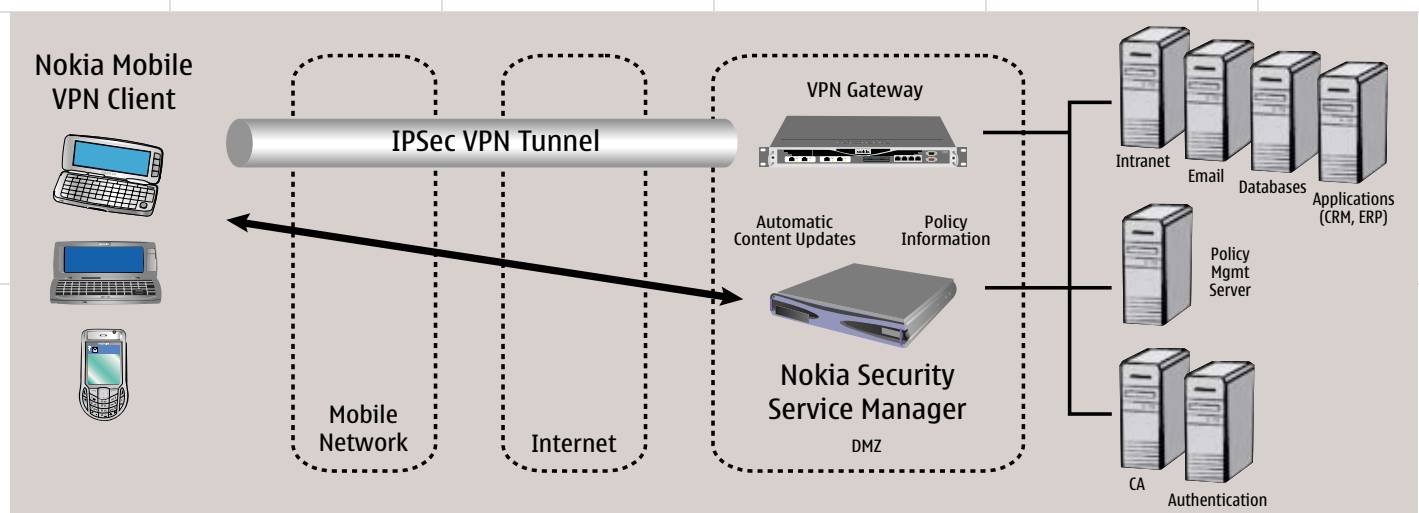 Nokia Mobile
VPN Client
IPSec VPN Tunnel
Mobile
Network
Internet
VPN Gateway
Automatic
Content Updates
Policy
Information
Nokia Security
Service Manager
DMZ
Intranet
Email
Databases
Applications
(CRM, ERP)
Policy
Mgmt
Server
CA
Authentication